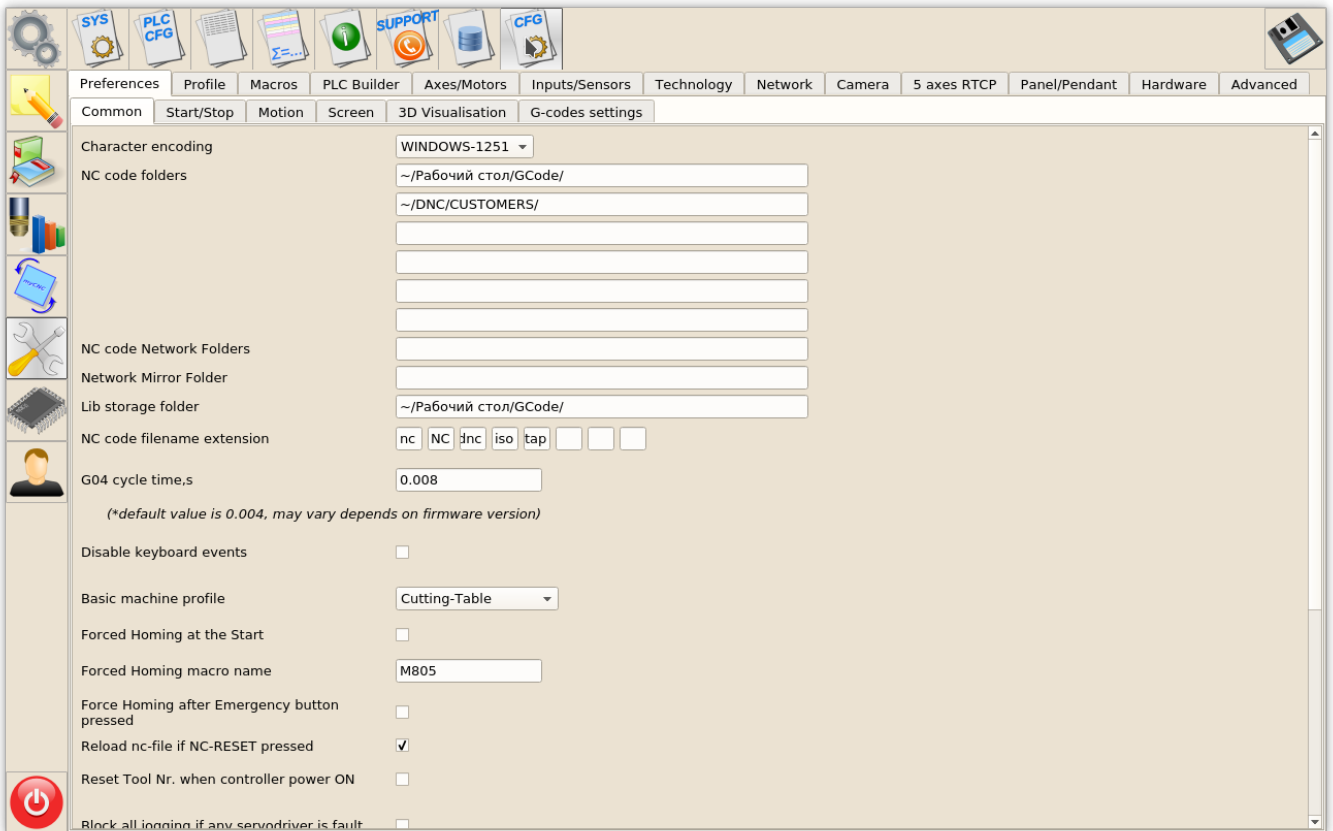 SYS
PLC CFG
Σ=...
SUPPORT
CFG
Preferences Profile Macros PLC Builder Axes/Motors Inputs/Sensors Technology Network Camera 5 axes RTCP Panel/Pendant Hardware Advanced
Common Start/Stop Motion Screen 3D Visualisation G-codes settings
Character encoding WINDOWS-1251
NC code folders ~/Рабочий стол/GCode/
~/DNC/CUSTOMERS/
NC code Network Folders
Network Mirror Folder
Lib storage folder ~/Рабочий стол/GCode/
NC code filename extension nc NC dnc iso tap
G04 cycle time,s 0.008
(*default value is 0.004, may vary depends on firmware version)
Disable keyboard events
Basic machine profile Cutting-Table
Forced Homing at the Start
Forced Homing macro name M805
Force Homing after Emergency button
pressed
Reload nc-file if NC-RESET pressed
Reset Tool Nr. when controller power ON
Block all jogging if any servodriver is fault
myCNC